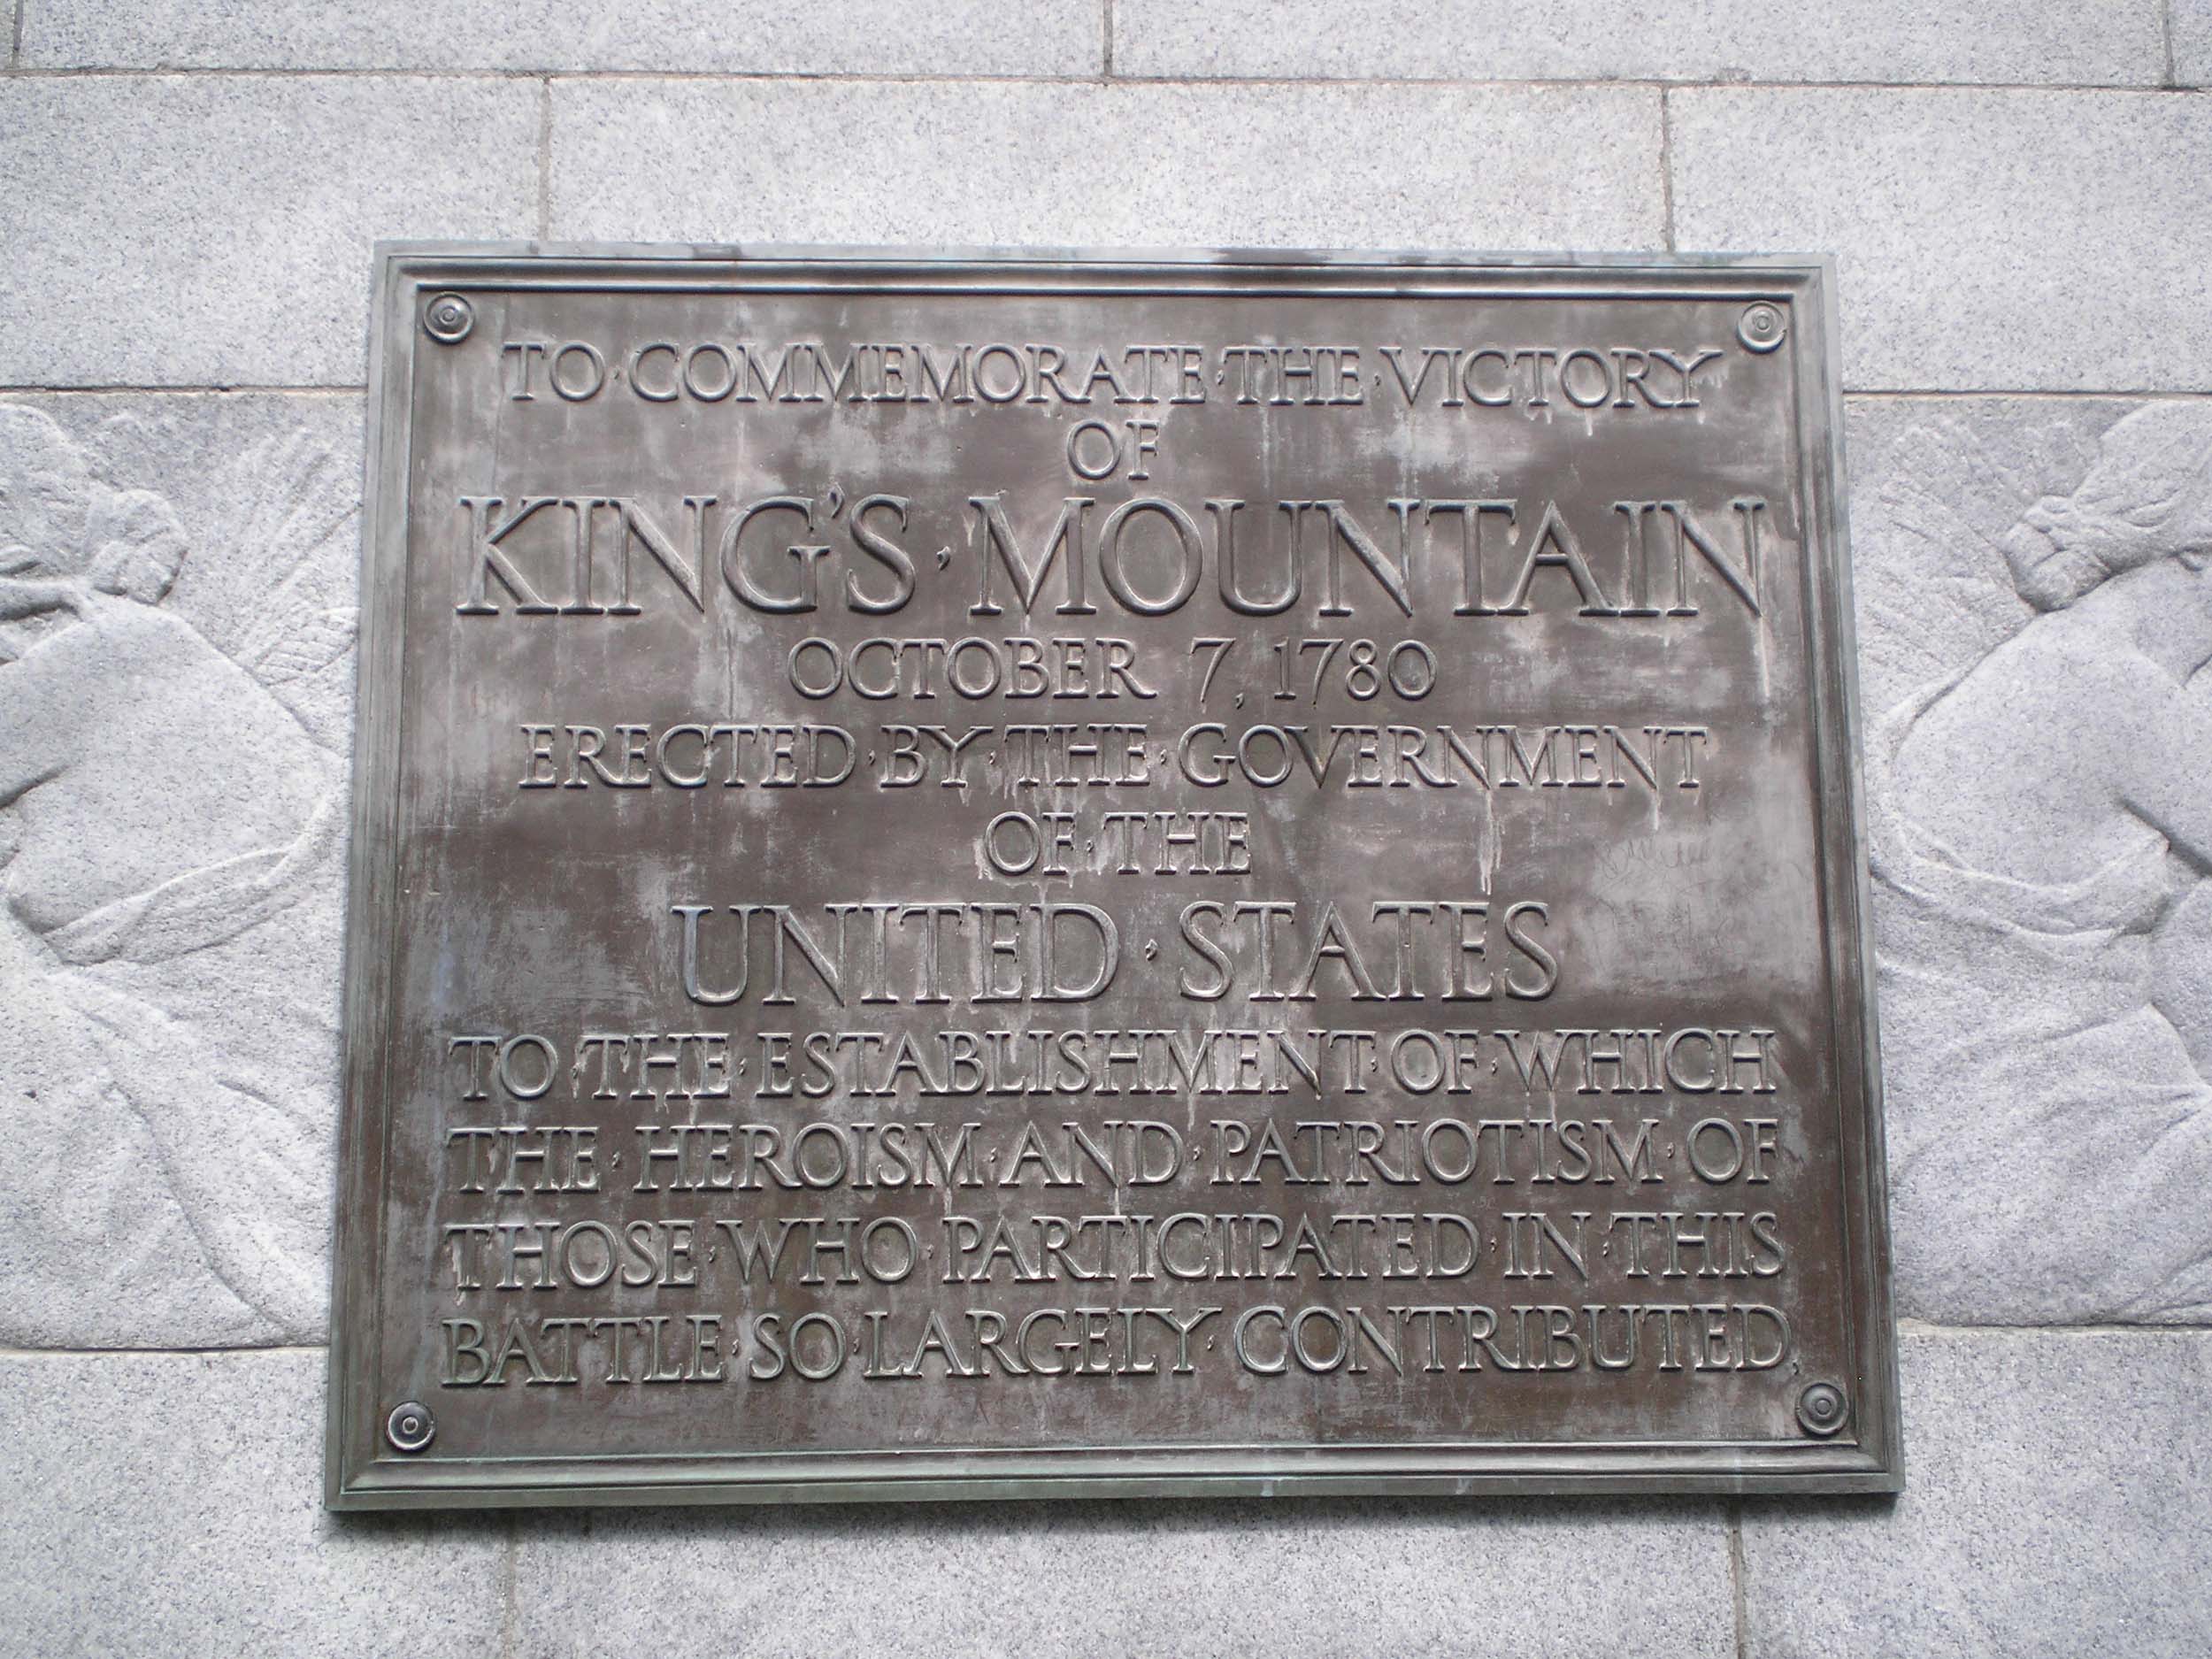 TO·COMMEMORATE·THE·VICTORY
OF
KING'S·MOUNTAIN
OCTOBER 7, 1780
ERECTED·BY·THE·GOVERNMENT
OF·THE
UNITED·STATES
TO·THE·ESTABLISHMENT·OF·WHICH
THE·HEROISM·AND·PATRIOTISM·OF
THOSE·WHO·PARTICIPATED·IN·THIS
BATTLE·SO·LARGELY·CONTRIBUTED,